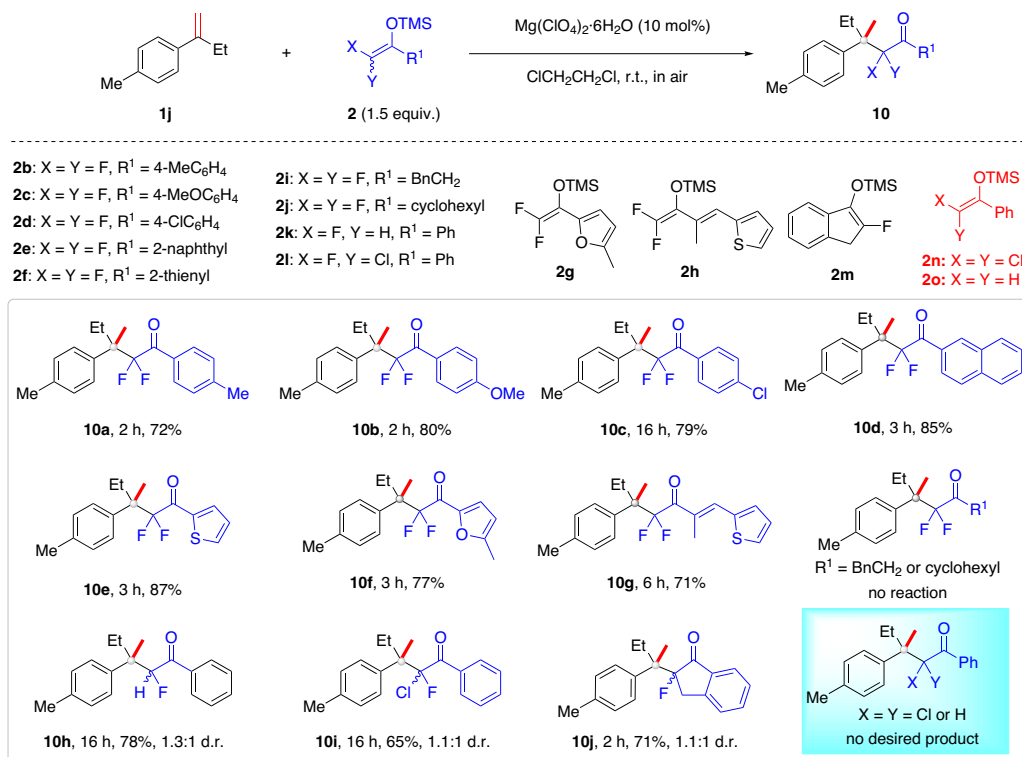 OTMS
Et
X
R¹
Y
Me
+
Mg(ClO₄)₂·6H₂O (10 mol%)
ClCH₂CH₂Cl, r.t., in air
Et
O
R¹
X Y
Me
1j
2 (1.5 equiv.)
10
2b: X = Y = F, R¹ = 4-MeC₆H₄
2c: X = Y = F, R¹ = 4-MeOC₆H₄
2d: X = Y = F, R¹ = 4-ClC₆H₄
2e: X = Y = F, R¹ = 2-naphthyl
2f: X = Y = F, R¹ = 2-thienyl
2i: X = Y = F, R¹ = BnCH₂
2j: X = Y = F, R¹ = cyclohexyl
2k: X = F, Y = H, R¹ = Ph
2l: X = F, Y = Cl, R¹ = Ph
OTMS
F
F
O
2g
OTMS
F
F
S
2h
OTMS
F
2m
OTMS
X
Ph
Y
2n: X = Y = Cl
2o: X = Y = H
Et
O
F F
Me
Me
10a, 2 h, 72%
Et
O
F F
Me
OMe
10b, 2 h, 80%
Et
O
F F
Me
Cl
10c, 16 h, 79%
Et
O
F F
Me
10d, 3 h, 85%
Et
O
F F
S
Me
10e, 3 h, 87%
Et
O
F F
O
Me
10f, 3 h, 77%
Et
O
F F
S
Me
10g, 6 h, 71%
Et
O
R¹
F F
Me
R¹ = BnCH₂ or cyclohexyl
no reaction
Et
O
H F
Me
10h, 16 h, 78%, 1.3:1 d.r.
Et
O
Cl F
Me
10i, 16 h, 65%, 1.1:1 d.r.
Et
O
F
Me
10j, 2 h, 71%, 1.1:1 d.r.
Et
O
Ph
X Y
Me
X = Y = Cl or H
no desired product